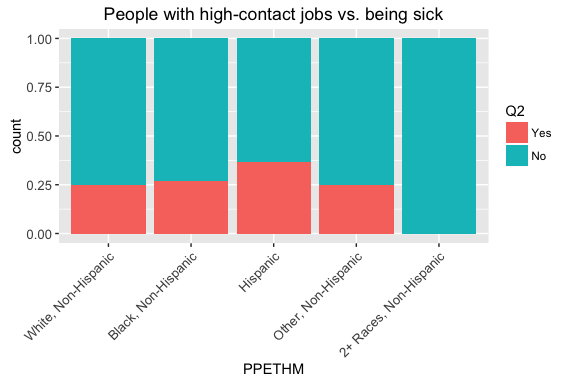 People with high-contact jobs vs. being sick
1.00
0.75
0.50
0.25
0.00
count
White, Non-Hispanic
Black, Non-Hispanic
Hispanic
Other, Non-Hispanic
2+ Races, Non-Hispanic
PPETHM
Q2
Yes
No